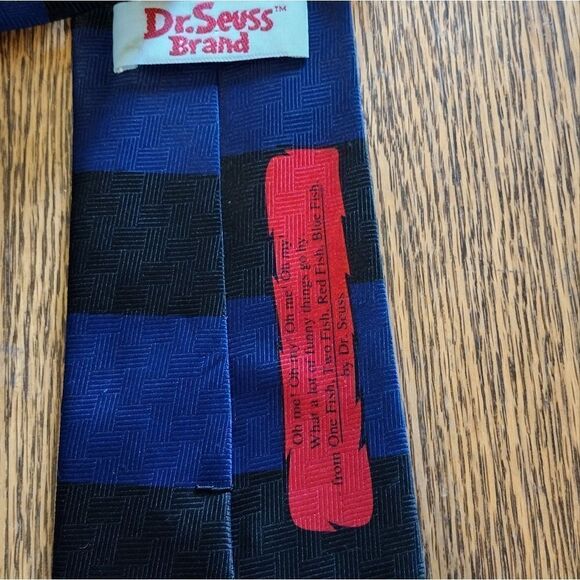 Dr. Seuss™
Brand
Oh me! Oh my! Oh me! Oh my!
What a lot of funny things go by
from One Fish, Two Fish, Red Fish, Blue Fish,
by Dr. Seuss